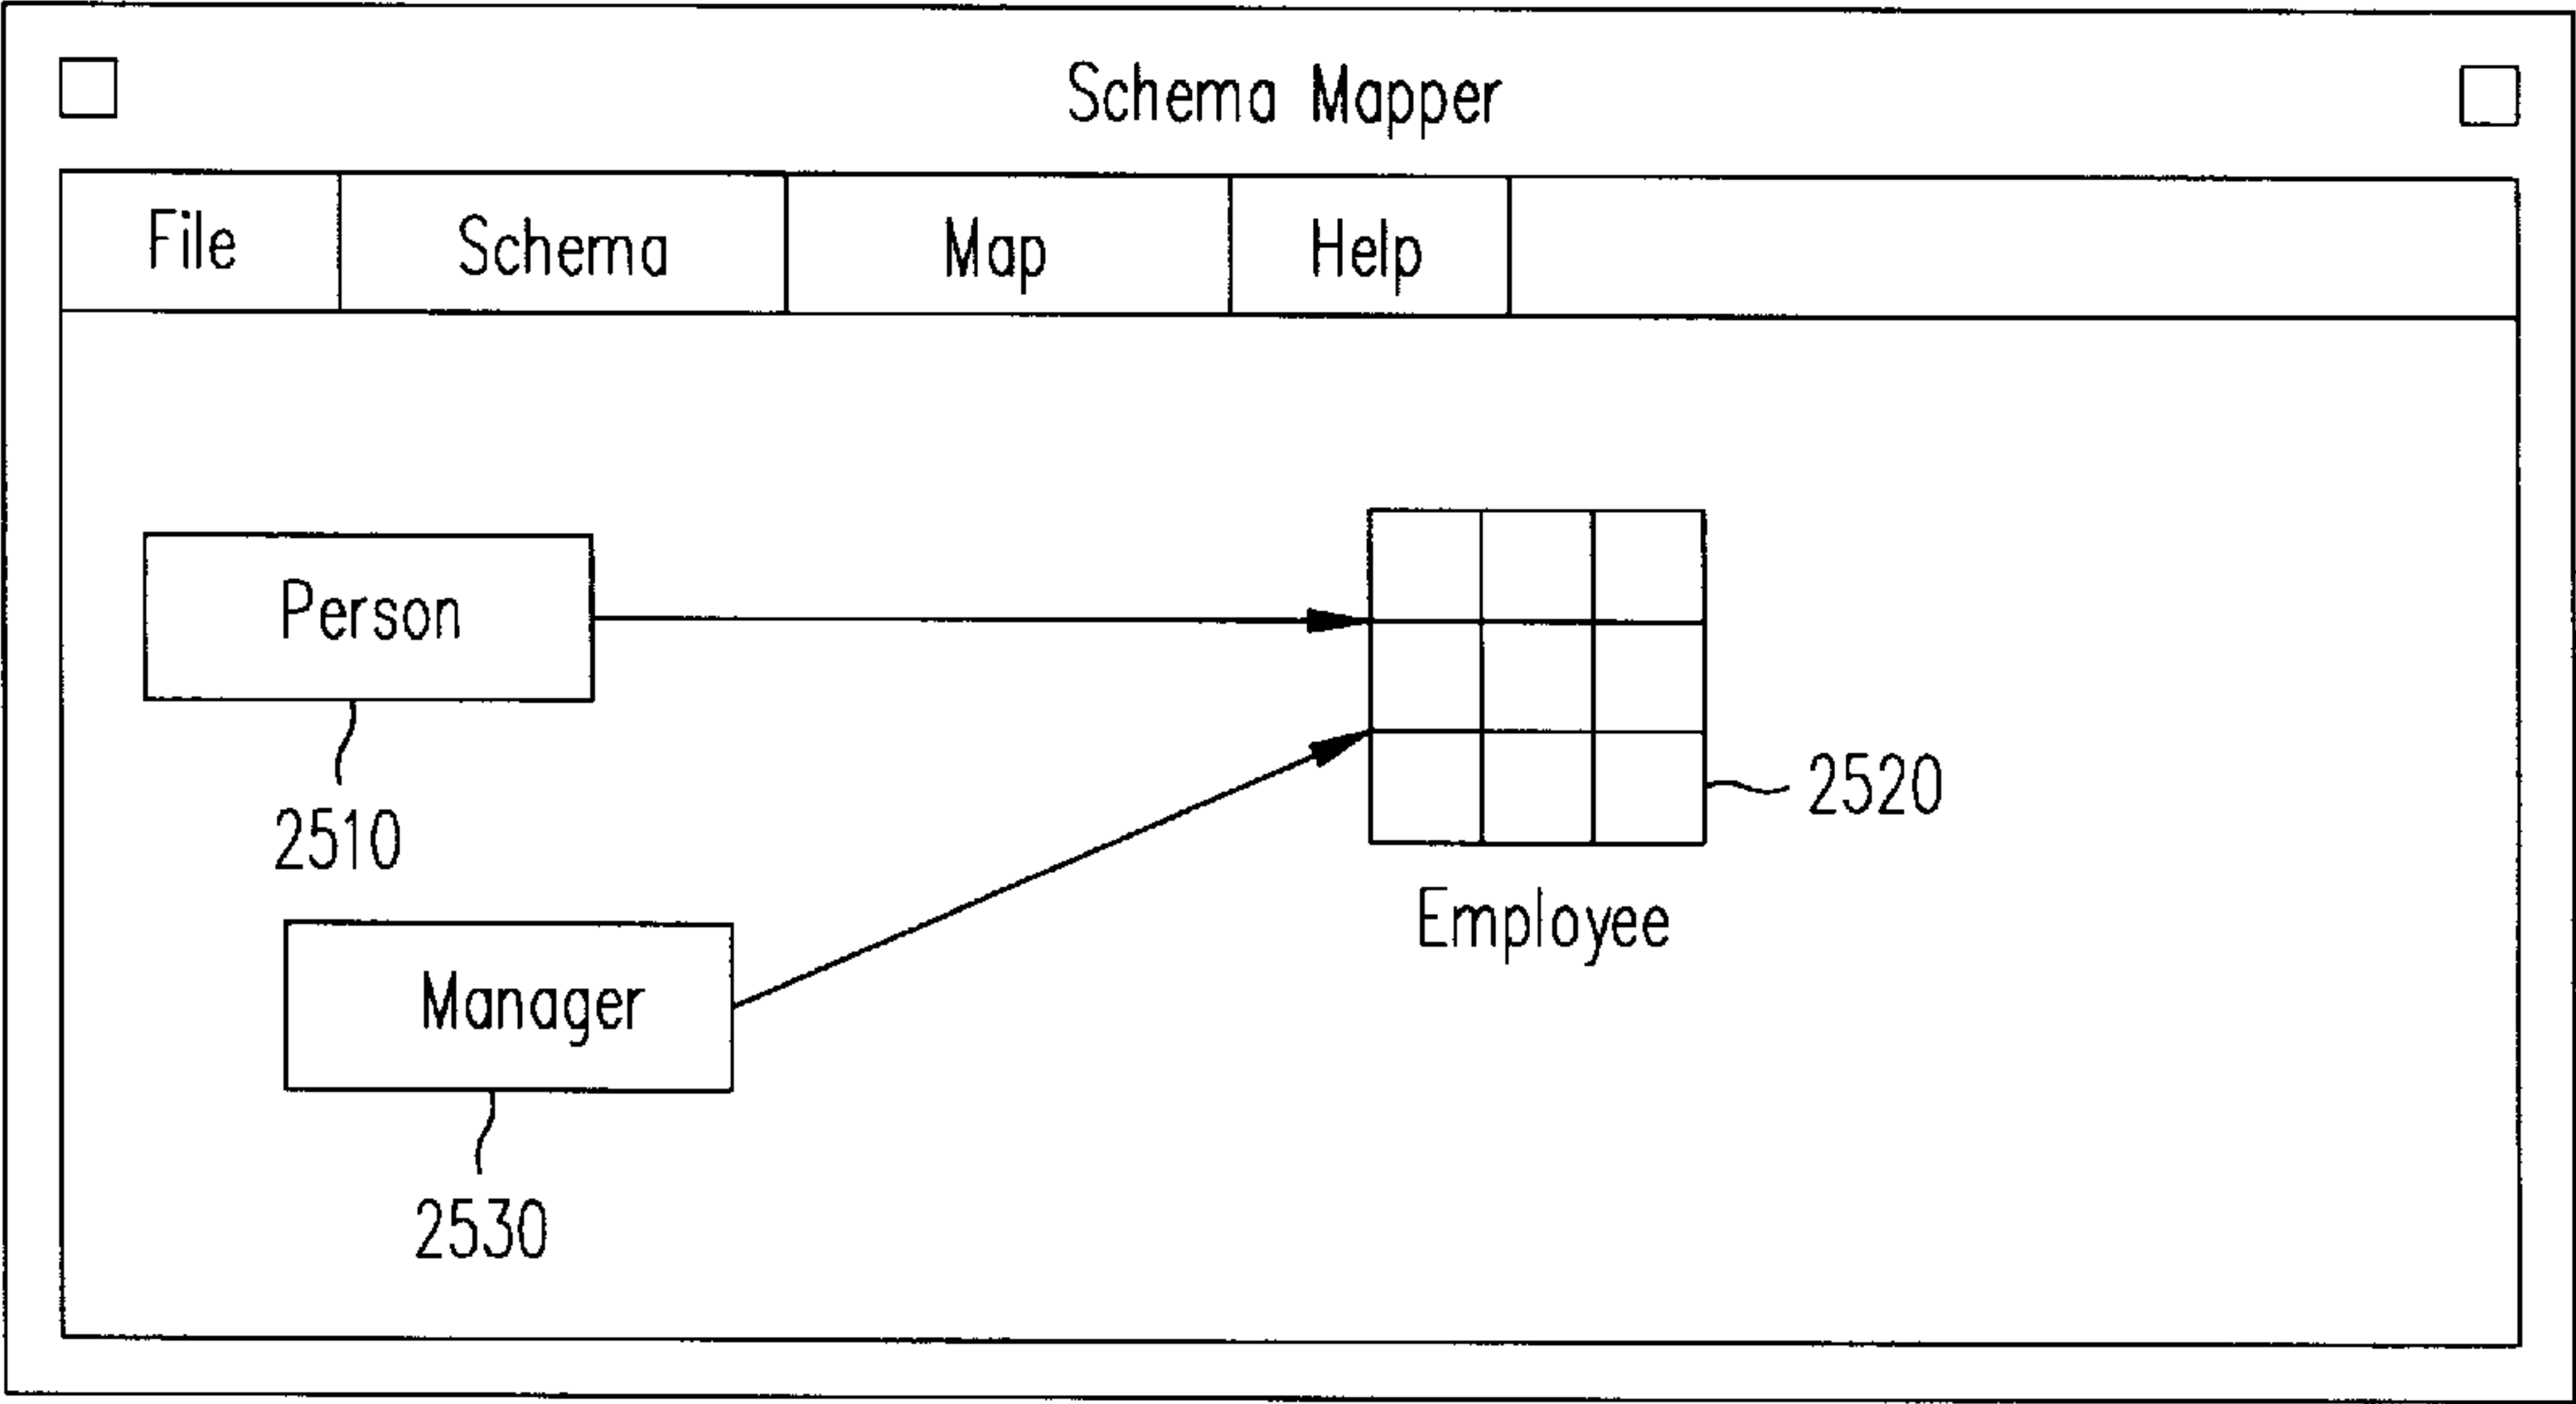 Schema Mapper
File Schema Map Help
Person
2510
2520
Employee
Manager
2530